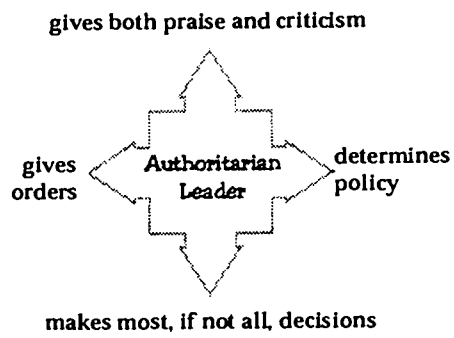 gives both praise and criticism
gives
orders
Authoritarian
Leader
determines
policy
makes most, if not all, decisions